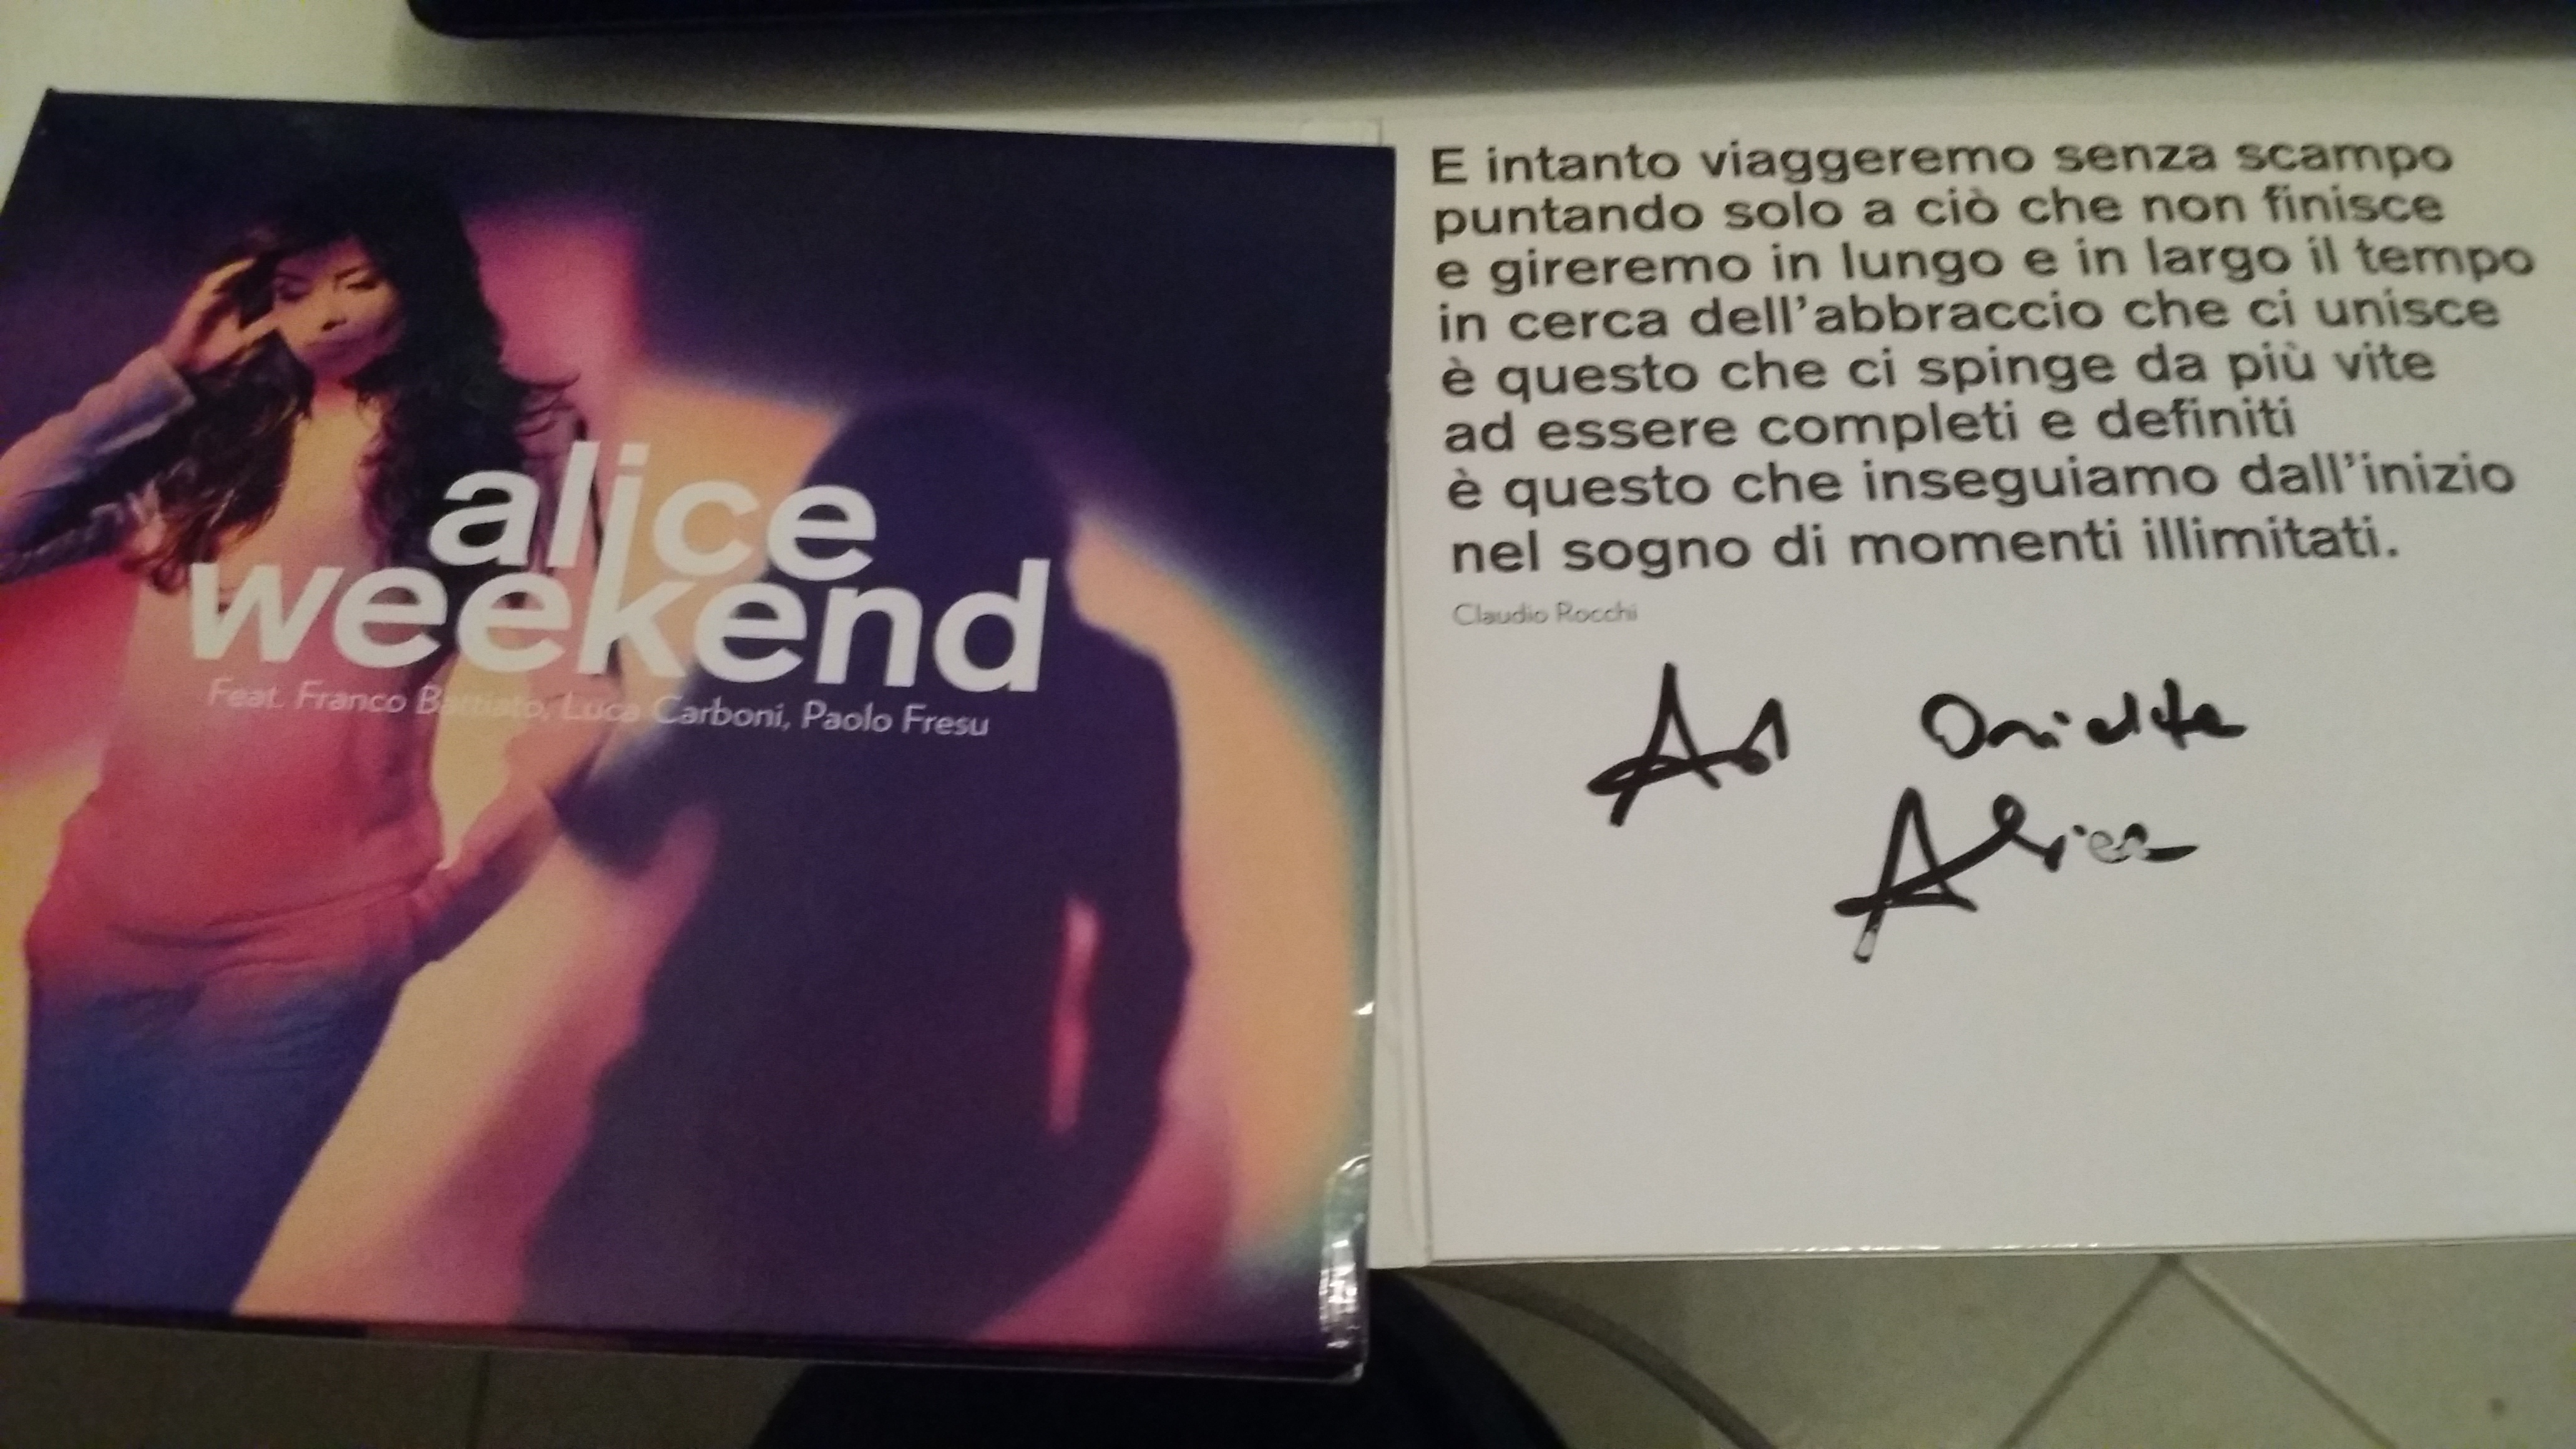 alice
weekend
Feat. Franco Battiato, Luca Carboni, Paolo Fresu
E intanto viaggeremo senza scampo
puntando solo a ciò che non finisce
e gireremo in lungo e in largo il tempo
in cerca dell'abbraccio che ci unisce
è questo che ci spinge da più vite
ad essere completi e definiti
è questo che inseguiamo dall'inizio
nel sogno di momenti illimitati.
Claudio Rocchi
Ad
Alice